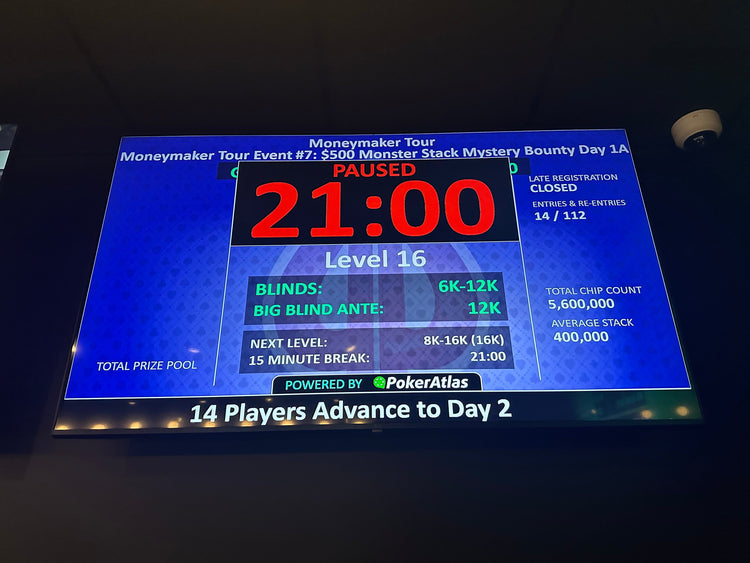 Moneymaker Tour
Moneymaker Tour Event #7: $500 Monster Stack Mystery Bounty Day 1A
PAUSED
21:00
Level 16
BLINDS: 6K-12K
BIG BLIND ANTE: 12K
NEXT LEVEL: 8K-16K (16K)
15 MINUTE BREAK: 21:00
LATE REGISTRATION
CLOSED
ENTRIES & RE-ENTRIES
14 / 112
TOTAL CHIP COUNT
5,600,000
AVERAGE STACK
400,000
TOTAL PRIZE POOL
POWERED BY PokerAtlas
14 Players Advance to Day 2